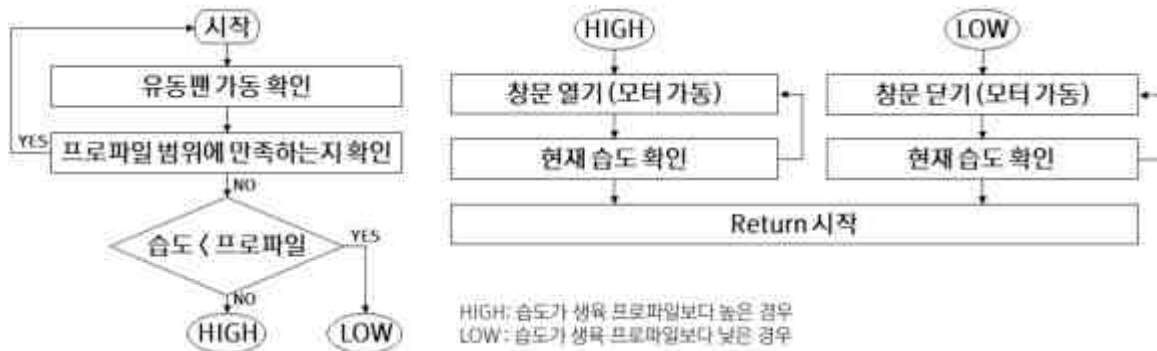 시작
유동팬 가동 확인
YES
프로파일 범위에 만족하는지 확인
NO
습도 < 프로파일
YES
NO
HIGH
LOW
HIGH
창문 열기 (모터 가동)
현재 습도 확인
LOW
창문 닫기 (모터 가동)
현재 습도 확인
Return 시작
HIGH: 습도가 생육 프로파일보다 높은 경우
LOW: 습도가 생육 프로파일보다 낮은 경우